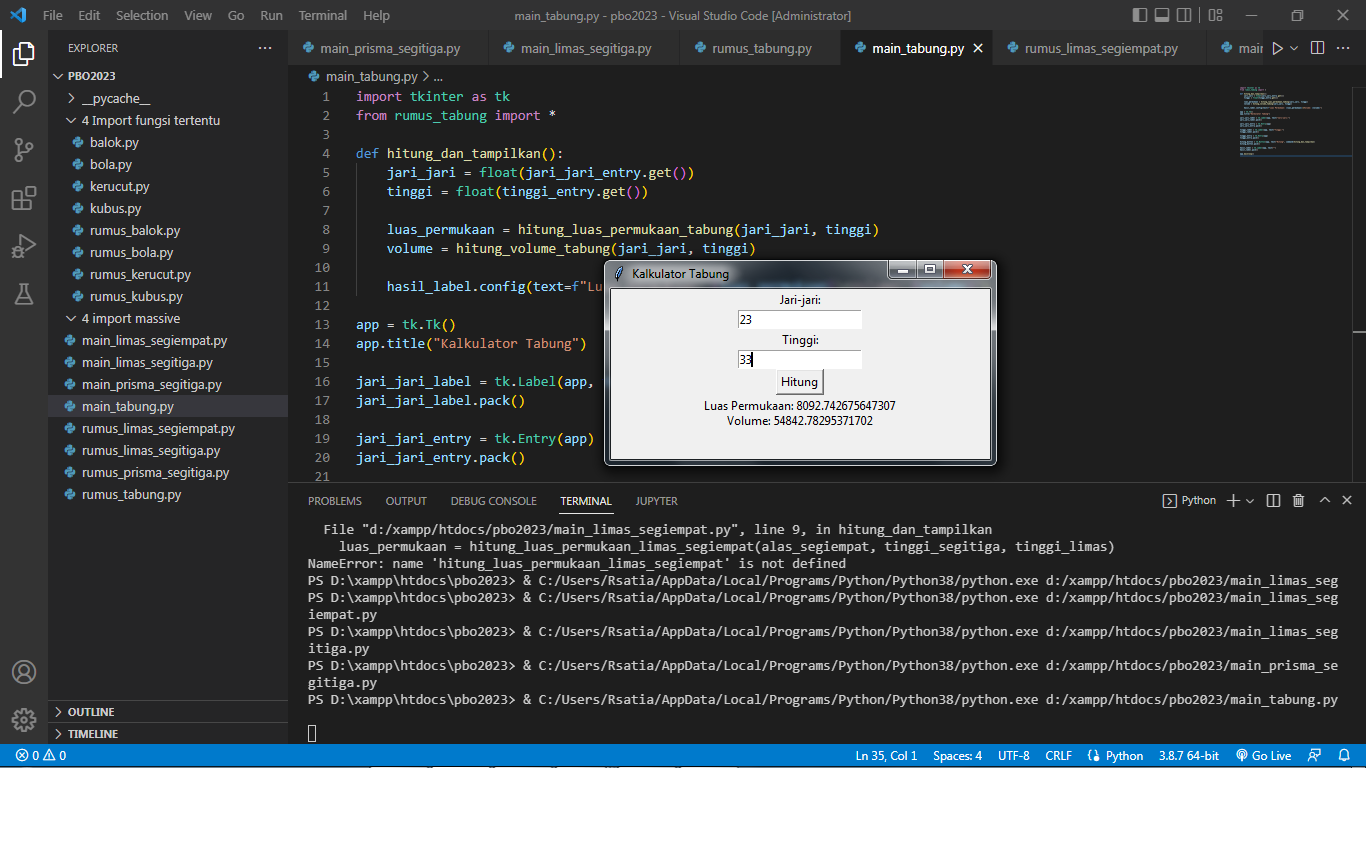 File Edit Selection View Go Run Terminal Help main_tabung.py - pbo2023 - Visual Studio Code [Administrator]
EXPLORER
PBO2023
__pycache__
4 Import fungsi tertentu
balok.py
bola.py
kerucut.py
kubus.py
rumus_balok.py
rumus_bola.py
rumus_kerucut.py
rumus_kubus.py
4 import massive
main_limas_segiempat.py
main_limas_segitiga.py
main_prisma_segitiga.py
main_tabung.py
rumus_limas_segiempat.py
rumus_limas_segitiga.py
rumus_prisma_segitiga.py
rumus_tabung.py
OUTLINE
TIMELINE
main_prisma_segitiga.py main_limas_segitiga.py rumus_tabung.py main_tabung.py rumus_limas_segiempat.py main
main_tabung.py > ...
1 import tkinter as tk
2 from rumus_tabung import *
3
4 def hitung_dan_tampilkan():
5 jari_jari = float(jari_jari_entry.get())
6 tinggi = float(tinggi_entry.get())
7
8 luas_permukaan = hitung_luas_permukaan_tabung(jari_jari, tinggi)
9 volume = hitung_volume_tabung(jari_jari, tinggi)
10
11 hasil_label.config(text=f"Lu
12
13 app = tk.Tk()
14 app.title("Kalkulator Tabung")
15
16 jari_jari_label = tk.Label(app,
17 jari_jari_label.pack()
18
19 jari_jari_entry = tk.Entry(app)
20 jari_jari_entry.pack()
21
Kalkulator Tabung
Jari-jari:
23
Tinggi:
33
Hitung
Luas Permukaan: 8092.742675647307
Volume: 54842.78295371702
PROBLEMS OUTPUT DEBUG CONSOLE TERMINAL JUPYTER Python
File "d:/xampp/htdocs/pbo2023/main_limas_segiempat.py", line 9, in hitung_dan_tampilkan
luas_permukaan = hitung_luas_permukaan_limas_segiempat(alas_segiempat, tinggi_segitiga, tinggi_limas)
NameError: name 'hitung_luas_permukaan_limas_segiempat' is not defined
PS D:\xampp\htdocs\pbo2023> & C:/Users/Rsatia/AppData/Local/Programs/Python/Python38/python.exe d:/xampp/htdocs/pbo2023/main_limas_seg
PS D:\xampp\htdocs\pbo2023> & C:/Users/Rsatia/AppData/Local/Programs/Python/Python38/python.exe d:/xampp/htdocs/pbo2023/main_limas_seg
iempat.py
PS D:\xampp\htdocs\pbo2023> & C:/Users/Rsatia/AppData/Local/Programs/Python/Python38/python.exe d:/xampp/htdocs/pbo2023/main_limas_seg
itiga.py
PS D:\xampp\htdocs\pbo2023> & C:/Users/Rsatia/AppData/Local/Programs/Python/Python38/python.exe d:/xampp/htdocs/pbo2023/main_prisma_se
gitiga.py
PS D:\xampp\htdocs\pbo2023> & C:/Users/Rsatia/AppData/Local/Programs/Python/Python38/python.exe d:/xampp/htdocs/pbo2023/main_tabung.py
0 0 Ln 35, Col 1 Spaces: 4 UTF-8 CRLF Python 3.8.7 64-bit Go Live